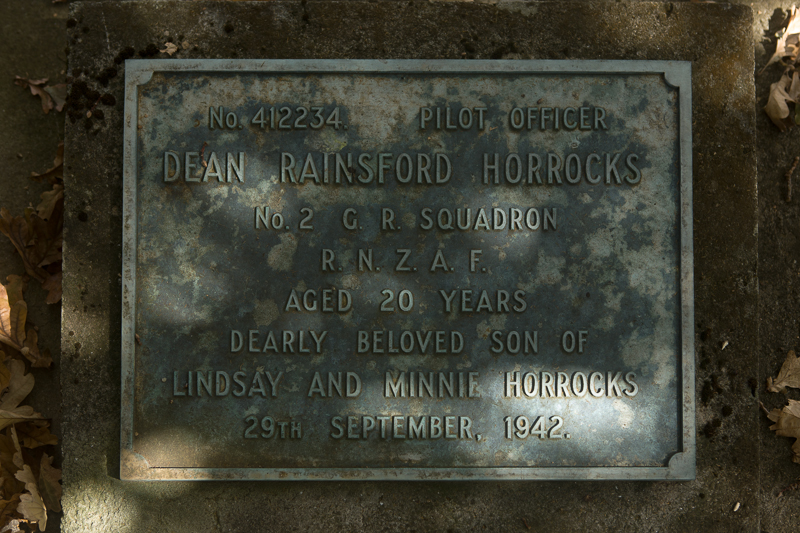 No. 412234. PILOT OFFICER
DEAN RAINSFORD HORROCKS
No. 2 G. R. SQUADRON
R. N. Z. A. F.
AGED 20 YEARS
DEARLY BELOVED SON OF
LINDSAY AND MINNIE HORROCKS
29TH SEPTEMBER, 1942.